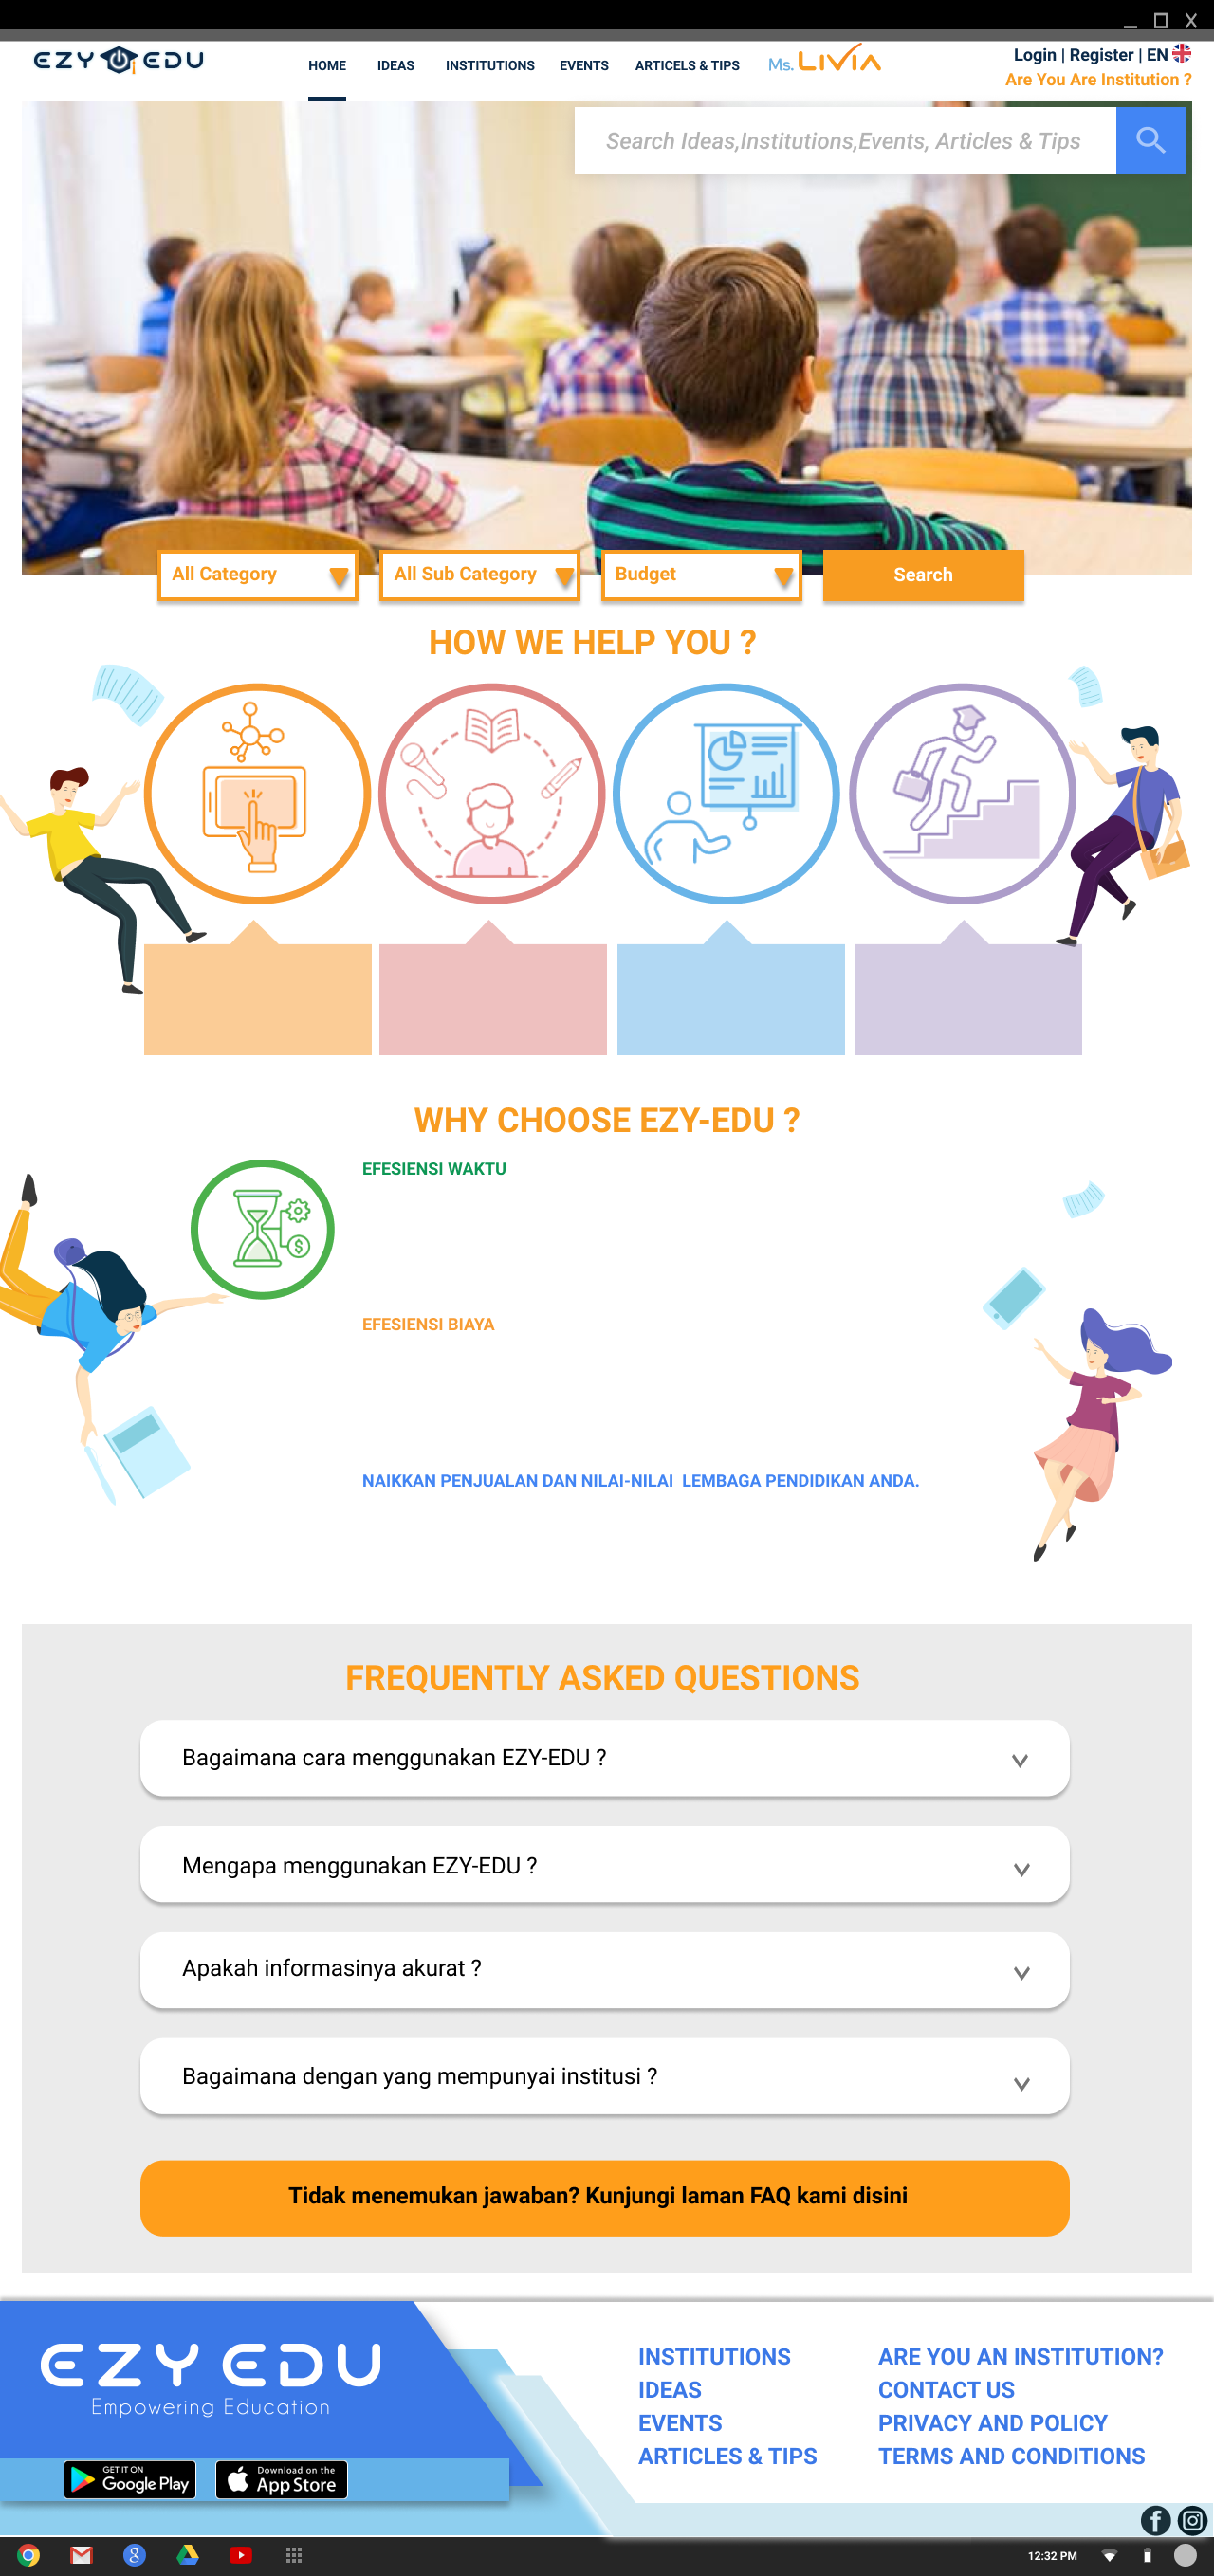 EZY EDU
HOME
IDEAS
INSTITUTIONS
EVENTS
ARTICELS & TIPS
Ms. LIVIA
Login | Register | EN
Are You Are Institution ?
Search Ideas,Institutions,Events, Articles & Tips
All Category
All Sub Category
Budget
Search
HOW WE HELP YOU ?
WHY CHOOSE EZY-EDU ?
EFESIENSI WAKTU
EFESIENSI BIAYA
NAIKKAN PENJUALAN DAN NILAI-NILAI LEMBAGA PENDIDIKAN ANDA.
FREQUENTLY ASKED QUESTIONS
Bagaimana cara menggunakan EZY-EDU ?
Mengapa menggunakan EZY-EDU ?
Apakah informasinya akurat ?
Bagaimana dengan yang mempunyai institusi ?
Tidak menemukan jawaban? Kunjungi laman FAQ kami disini
EZY EDU
Empowering Education
GET IT ON
Google Play
Download on the
App Store
INSTITUTIONS
IDEAS
EVENTS
ARTICLES & TIPS
ARE YOU AN INSTITUTION?
CONTACT US
PRIVACY AND POLICY
TERMS AND CONDITIONS
12:32 PM